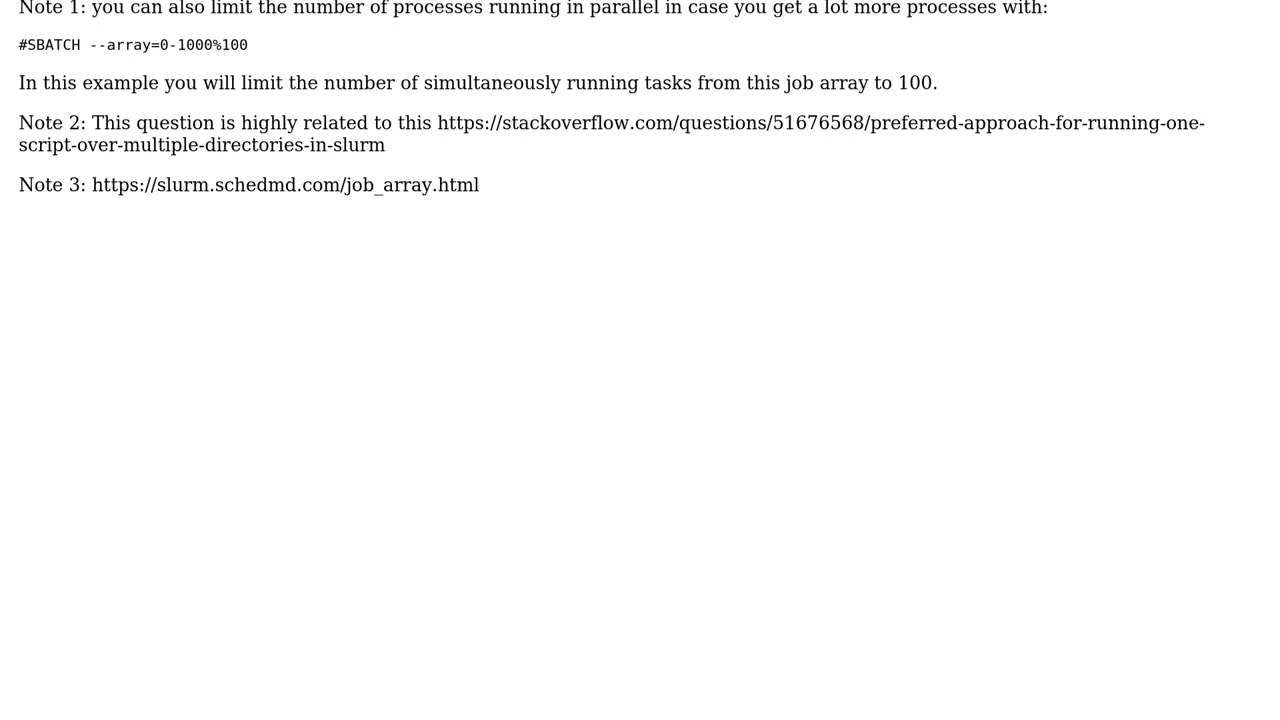 Note 1: you can also limit the number of processes running in parallel in case you get a lot more processes with:
#SBATCH --array=0-1000%100
In this example you will limit the number of simultaneously running tasks from this job array to 100.
Note 2: This question is highly related to this https://stackoverflow.com/questions/51676568/preferred-approach-for-running-one-
script-over-multiple-directories-in-slurm
Note 3: https://slurm.schedmd.com/job_array.html